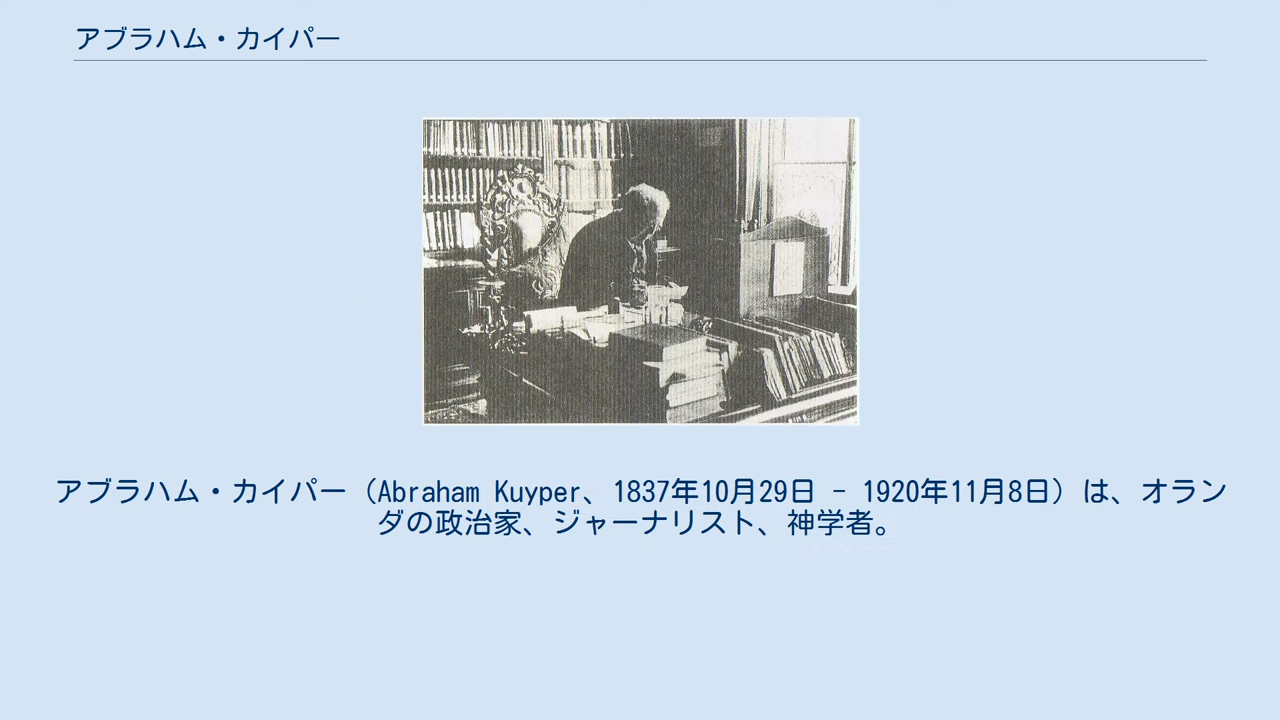 アブラハム・カイパー
アブラハム・カイパー（Abraham Kuyper、1837年10月29日 - 1920年11月8日）は、オラン
ダの政治家、ジャーナリスト、神学者。